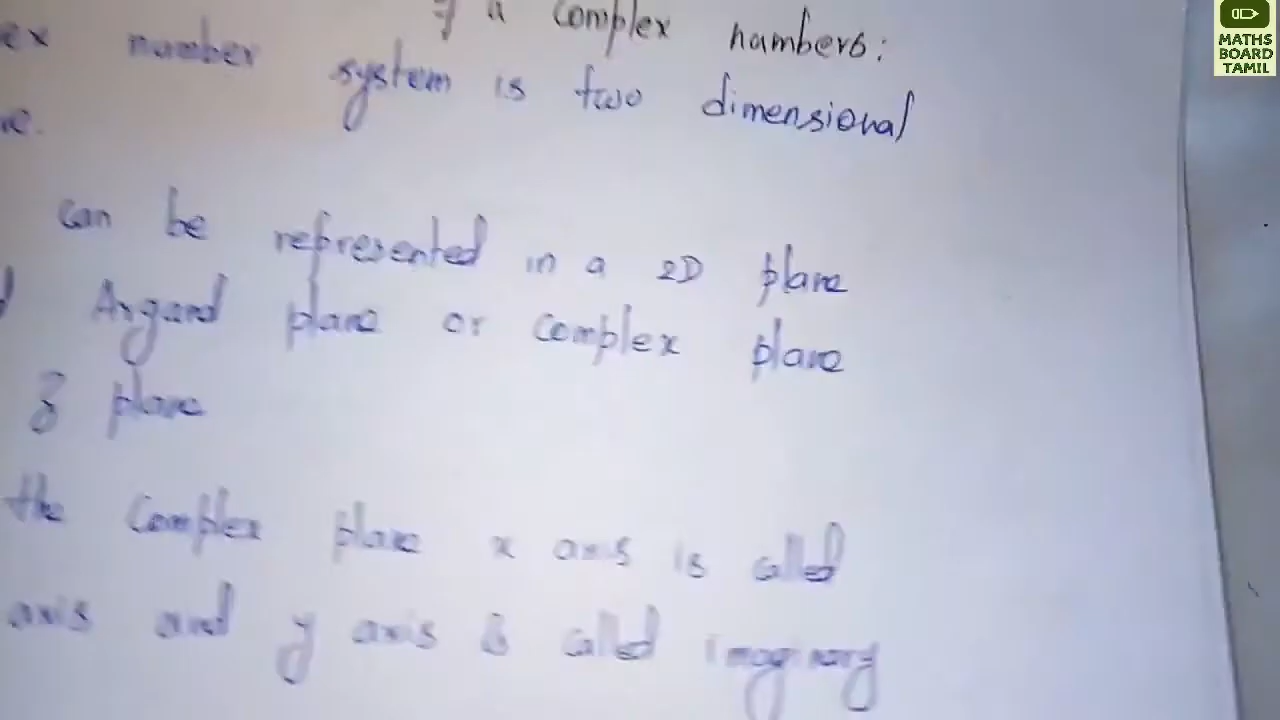 a complex numbers:
ex number system is two dimensional
can be represented in a 2D plane
Argand plane or complex plane
z plane
the complex plane x axis is called
axis and y axis is called imaginary
MATHS
BOARD
TAMIL